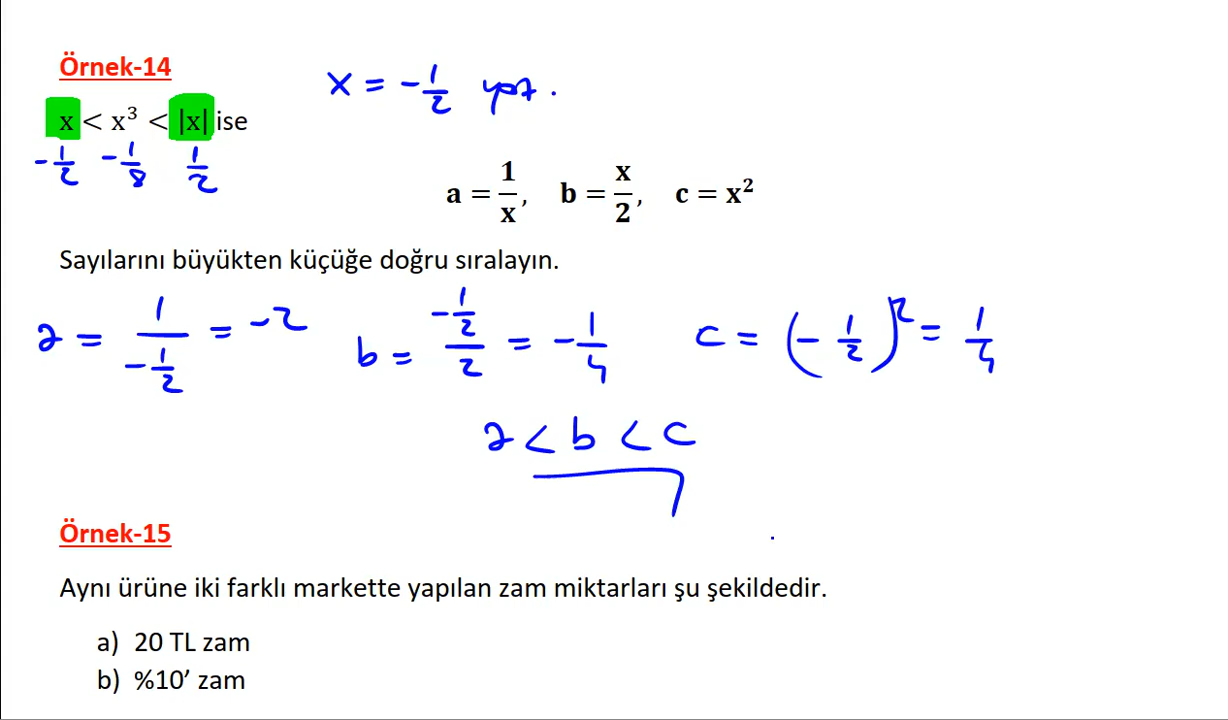 Örnek-14
x = -1/2 yaz.
x < x³ < |x| ise
-1/2 -1/8 1/2
a = 1/x, b = x/2, c = x²
Sayılarını büyükten küçüğe doğru sıralayın.
a = 1/(-1/2) = -2 b = (-1/2)/2 = -1/4 c = (-1/2)² = 1/4
a < b < c
Örnek-15
Aynı ürüne iki farklı markette yapılan zam miktarları şu şekildedir.
a) 20 TL zam
b) %10’ zam